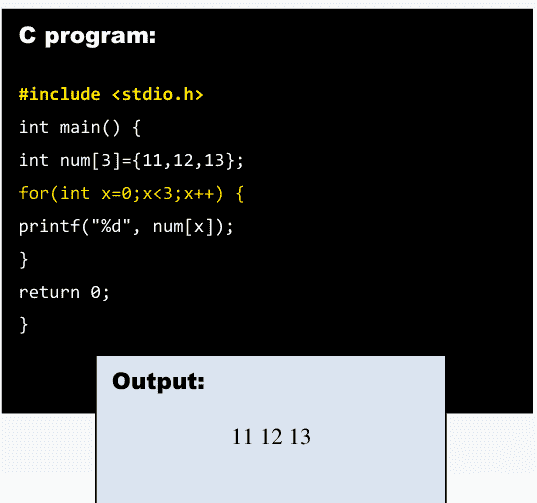 C program:
#include <stdio.h>
int main() {
int num[3]={11,12,13};
for(int x=0;x<3;x++) {
printf("%d", num[x]);
}
return 0;
}
Output:
11 12 13